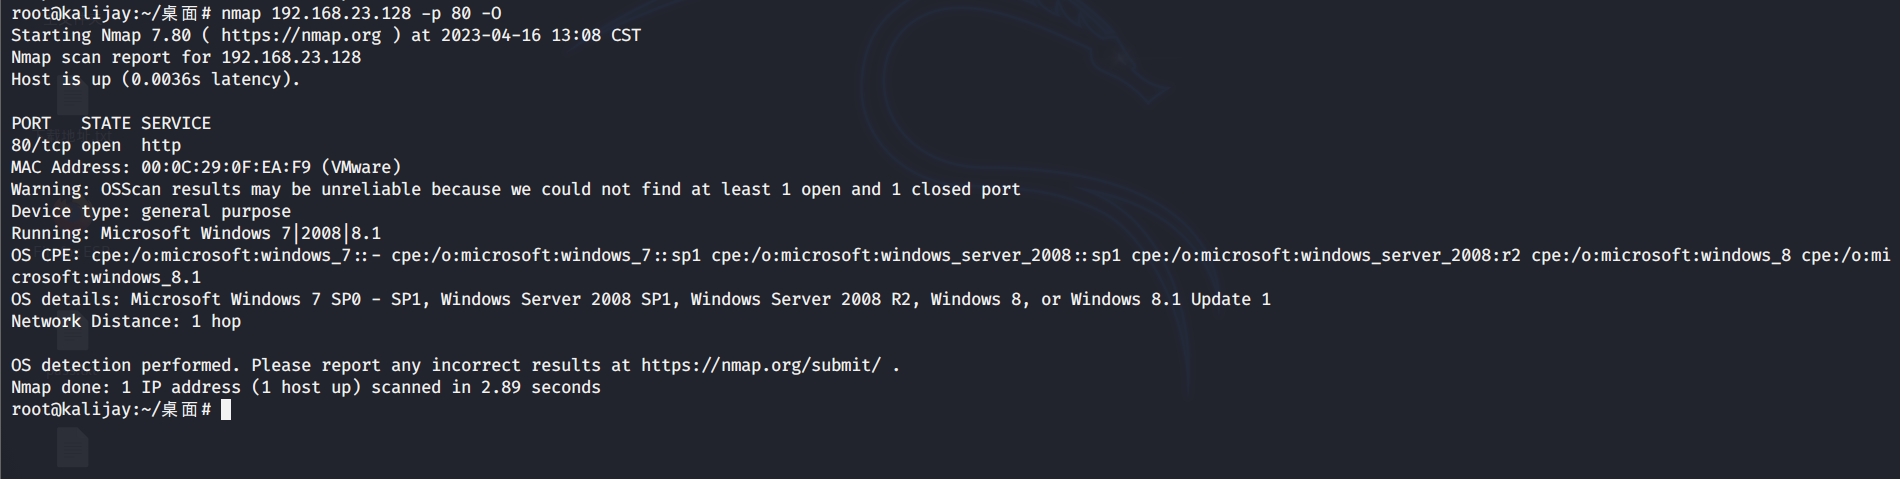 root@kalijay:~/桌面# nmap 192.168.23.128 -p 80 -O
Starting Nmap 7.80 ( https://nmap.org ) at 2023-04-16 13:08 CST
Nmap scan report for 192.168.23.128
Host is up (0.0036s latency).
PORT   STATE SERVICE
80/tcp open  http
MAC Address: 00:0C:29:0F:EA:F9 (VMware)
Warning: OSScan results may be unreliable because we could not find at least 1 open and 1 closed port
Device type: general purpose
Running: Microsoft Windows 7|2008|8.1
OS CPE: cpe:/o:microsoft:windows_7::- cpe:/o:microsoft:windows_7::sp1 cpe:/o:microsoft:windows_server_2008::sp1 cpe:/o:microsoft:windows_server_2008:r2 cpe:/o:microsoft:windows_8 cpe:/o:mi
crosoft:windows_8.1
OS details: Microsoft Windows 7 SP0 - SP1, Windows Server 2008 SP1, Windows Server 2008 R2, Windows 8, or Windows 8.1 Update 1
Network Distance: 1 hop
OS detection performed. Please report any incorrect results at https://nmap.org/submit/ .
Nmap done: 1 IP address (1 host up) scanned in 2.89 seconds
root@kalijay:~/桌面#